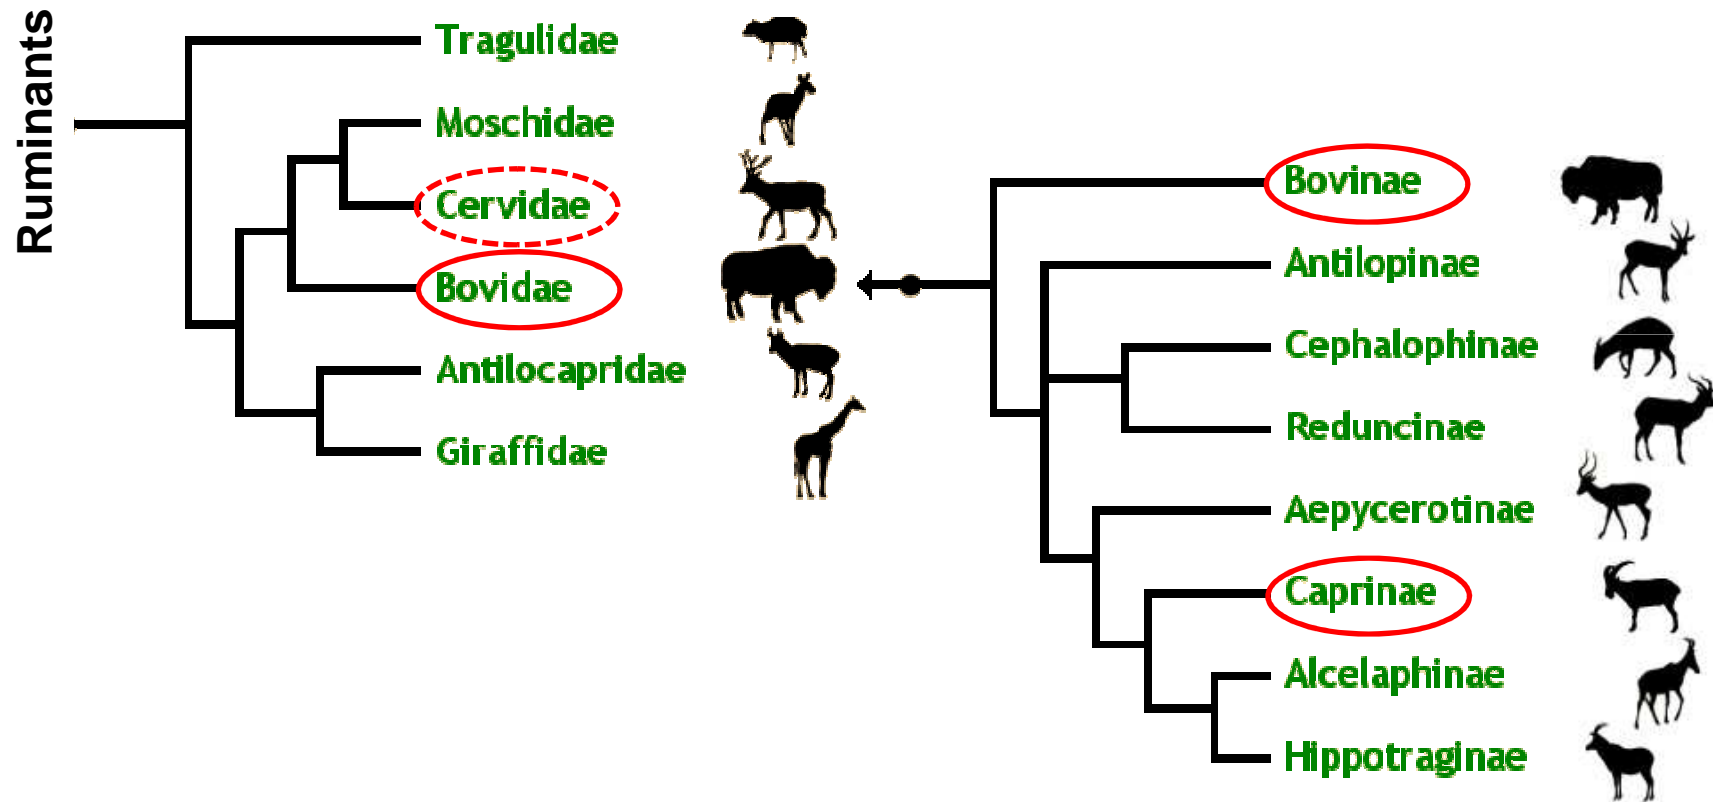 Ruminants
Tragulidae
Moschidae
Cervidae
Bovidae
Antilocapridae
Giraffidae
Bovinae
Antilopinae
Cephalophinae
Reduncinae
Aepycerotinae
Caprinae
Alcelaphinae
Hippotraginae